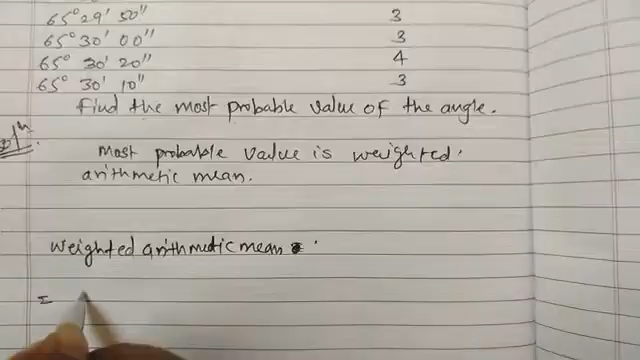 65° 29' 50" 3
65° 30' 00" 3
65° 30' 20" 4
65° 30' 10" 3
Find the most probable value of the angle.
Solⁿ.
Most probable value is weighted
arithmetic mean.
Weighted arithmetic mean
=